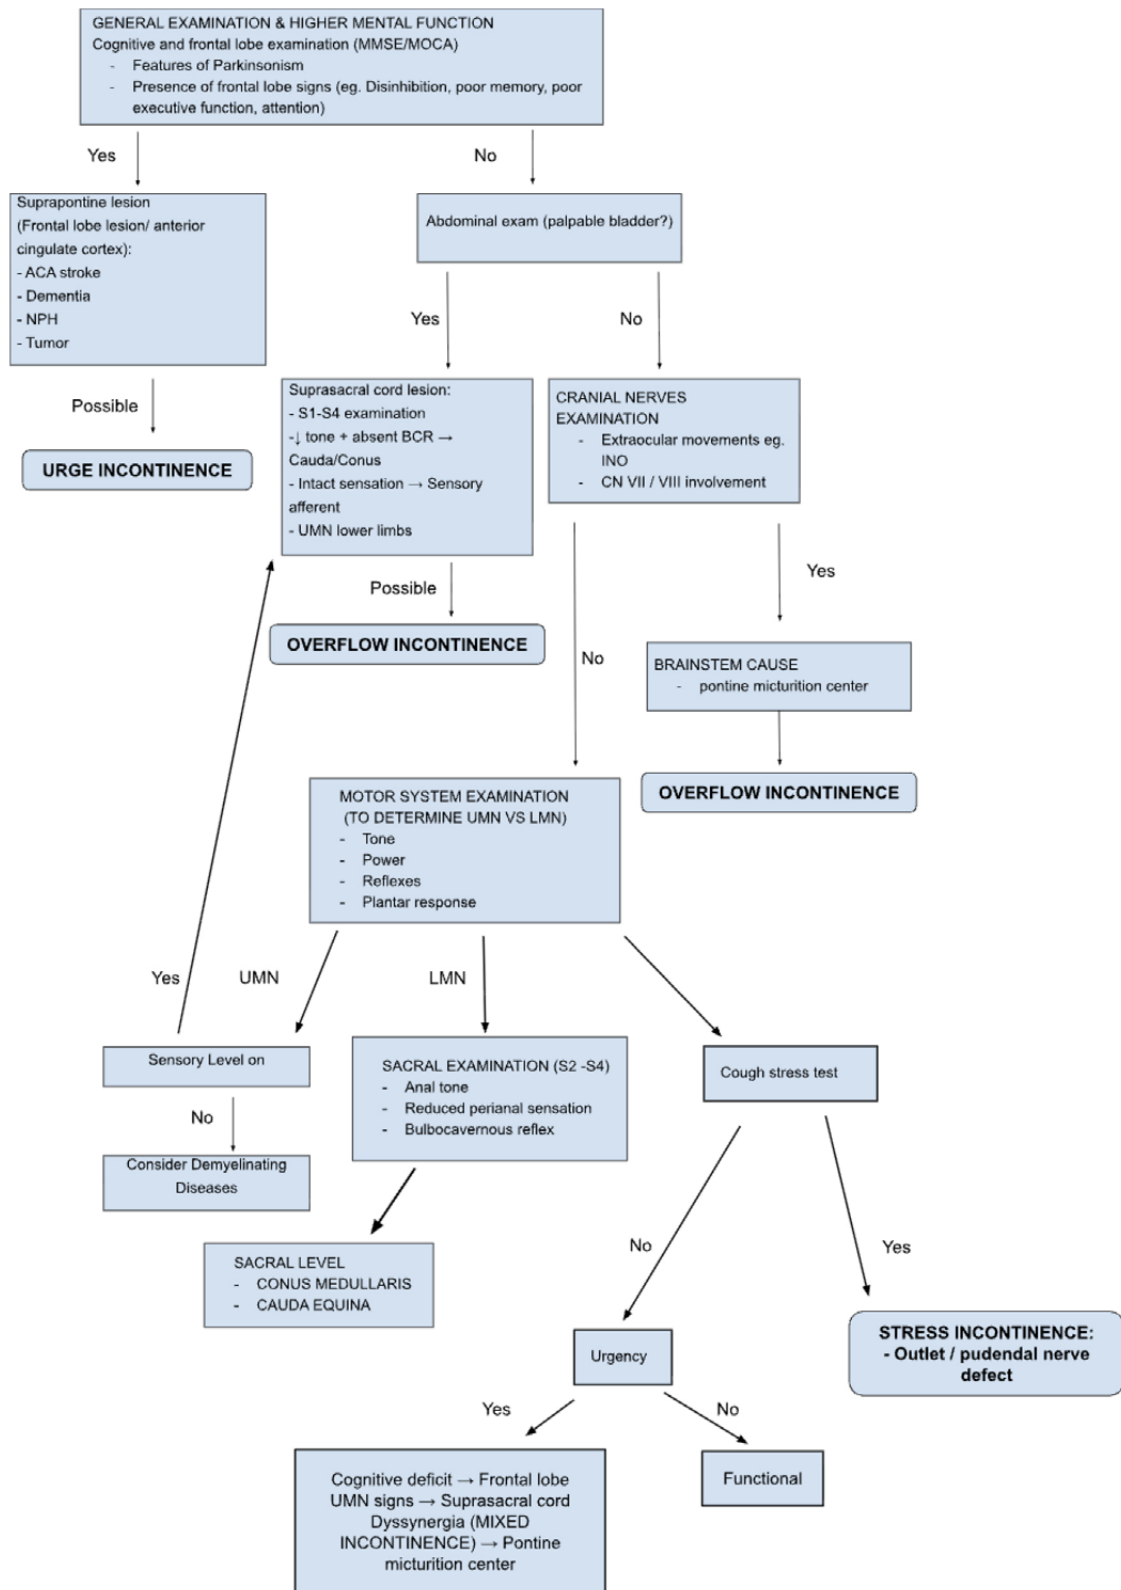 GENERAL EXAMINATION & HIGHER MENTAL FUNCTION
Cognitive and frontal lobe examination (MMSE/MOCA)
- Features of Parkinsonism
- Presence of frontal lobe signs (eg. Disinhibition, poor memory, poor
executive function, attention)
Yes
No
Suprapontine lesion
(Frontal lobe lesion/ anterior
cingulate cortex):
- ACA stroke
- Dementia
- NPH
- Tumor
Abdominal exam (palpable bladder?)
Possible
URGE INCONTINENCE
Yes
No
Suprasacral cord lesion:
- S1-S4 examination
-↓ tone + absent BCR →
Cauda/Conus
- Intact sensation → Sensory
afferent
- UMN lower limbs
CRANIAL NERVES
EXAMINATION
- Extraocular movements eg.
INO
- CN VII / VIII involvement
Possible
OVERFLOW INCONTINENCE
Yes
No
BRAINSTEM CAUSE
- pontine micturition center
OVERFLOW INCONTINENCE
MOTOR SYSTEM EXAMINATION
(TO DETERMINE UMN VS LMN)
- Tone
- Power
- Reflexes
- Plantar response
Yes
UMN
LMN
Sensory Level on
No
Consider Demyelinating
Diseases
SACRAL EXAMINATION (S2 -S4)
- Anal tone
- Reduced perianal sensation
- Bulbocavernous reflex
SACRAL LEVEL
- CONUS MEDULLARIS
- CAUDA EQUINA
Cough stress test
No
Yes
STRESS INCONTINENCE:
- Outlet / pudendal nerve
defect
Urgency
Yes
No
Cognitive deficit → Frontal lobe
UMN signs → Suprasacral cord
Dyssynergia (MIXED
INCONTINENCE) → Pontine
micturition center
Functional